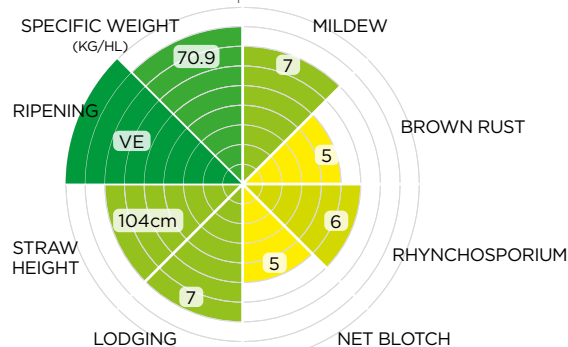 SPECIFIC WEIGHT
(KG/HL)
MILDEW
70.9
7
RIPENING
BROWN RUST
VE
5
104cm
6
STRAW
HEIGHT
RHYNCHOSPORIUM
5
7
LODGING
NET BLOTCH